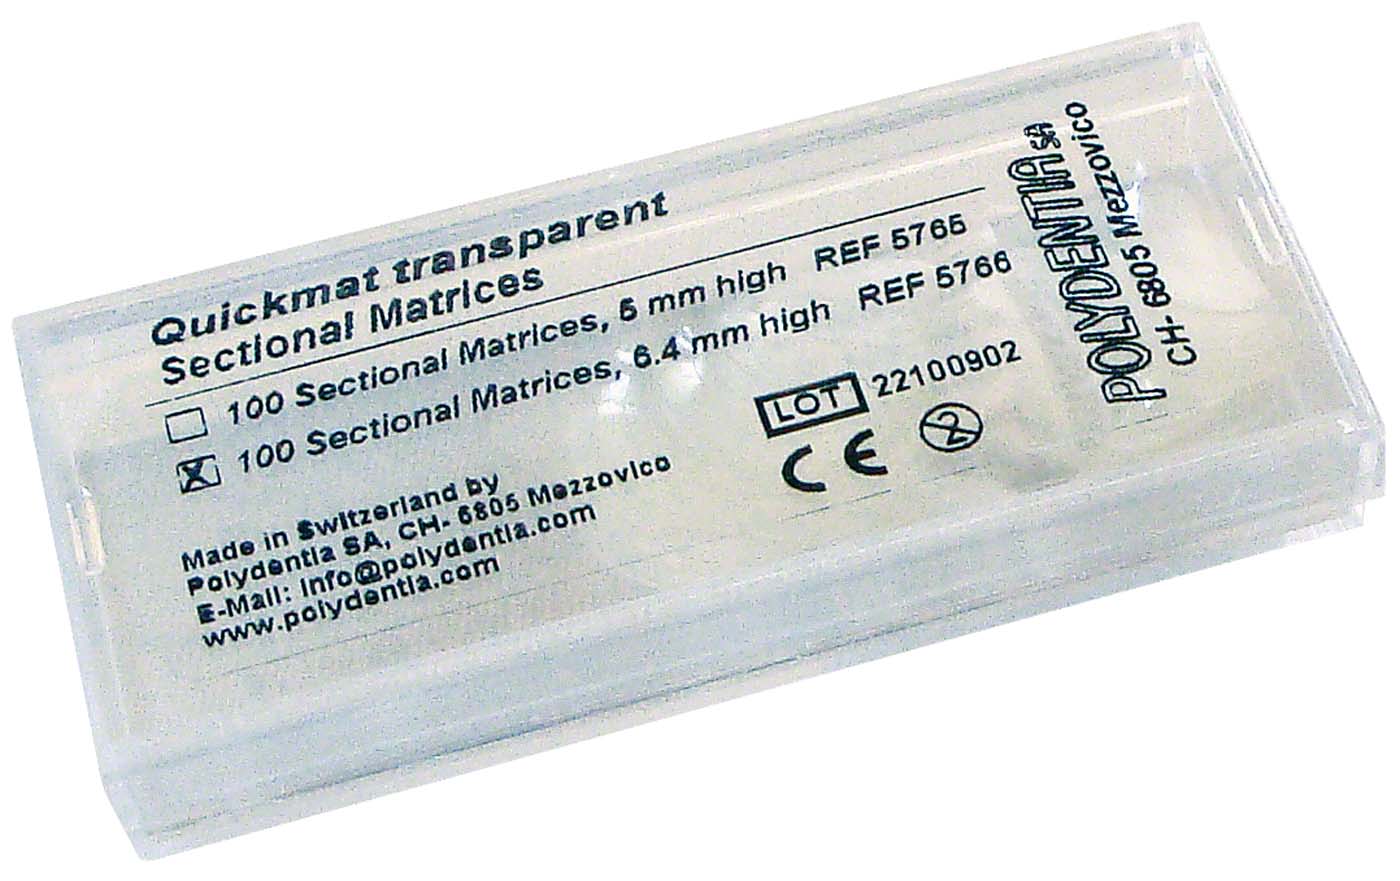 Quickmat transparent
Sectional Matrices
100 Sectional Matrices, 5 mm high REF 5765
100 Sectional Matrices, 6.4 mm high REF 5766
LOT 22100902
CE
2
Made in Switzerland by
Polydentia SA, CH- 6805 Mezzovico
E-Mail: info@polydentia.com
www.polydentia.com
POLYDENTIA SA
CH- 6805 Mezzovico